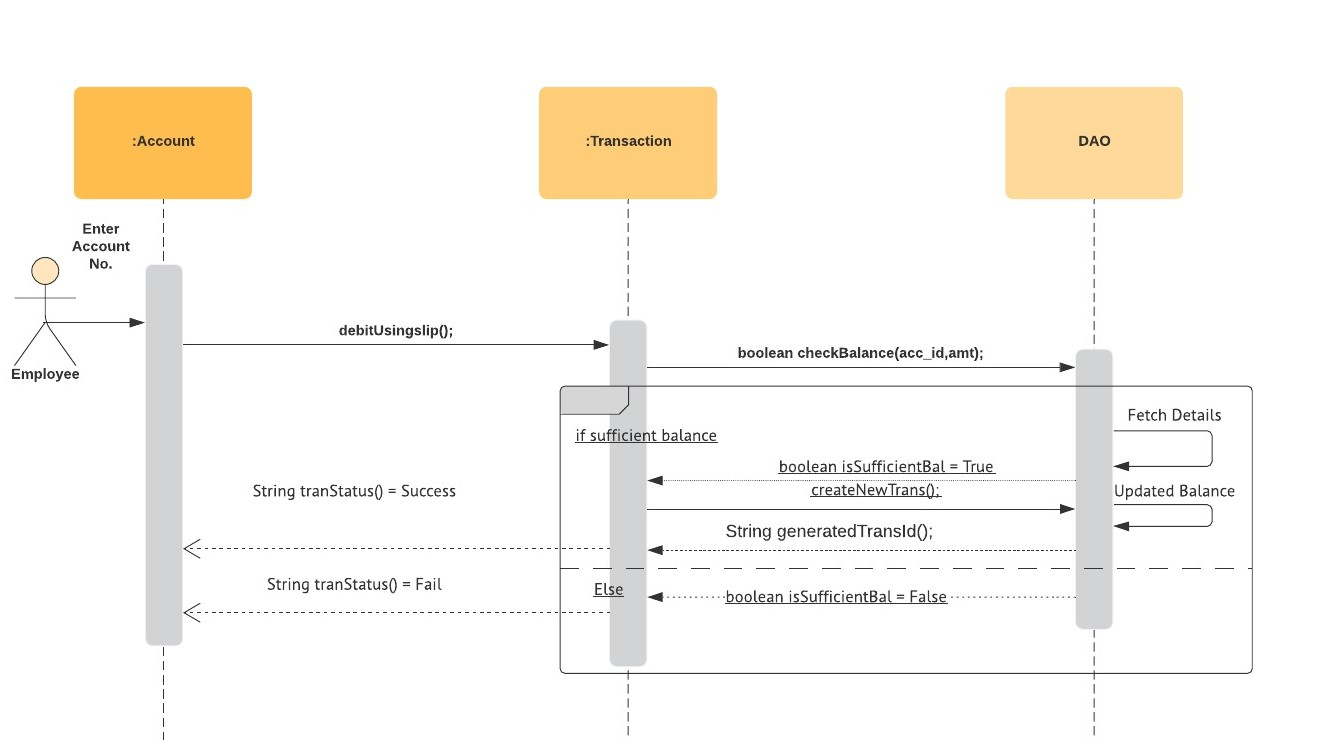 :Account
:Transaction
DAO
Enter
Account
No.
Employee
debitUsingslip();
boolean checkBalance(acc_id,amt);
Fetch Details
if sufficient balance
boolean isSufficientBal = True
createNewTrans();
Updated Balance
String tranStatus() = Success
String generatedTransId();
String tranStatus() = Fail
Else
boolean isSufficientBal = False